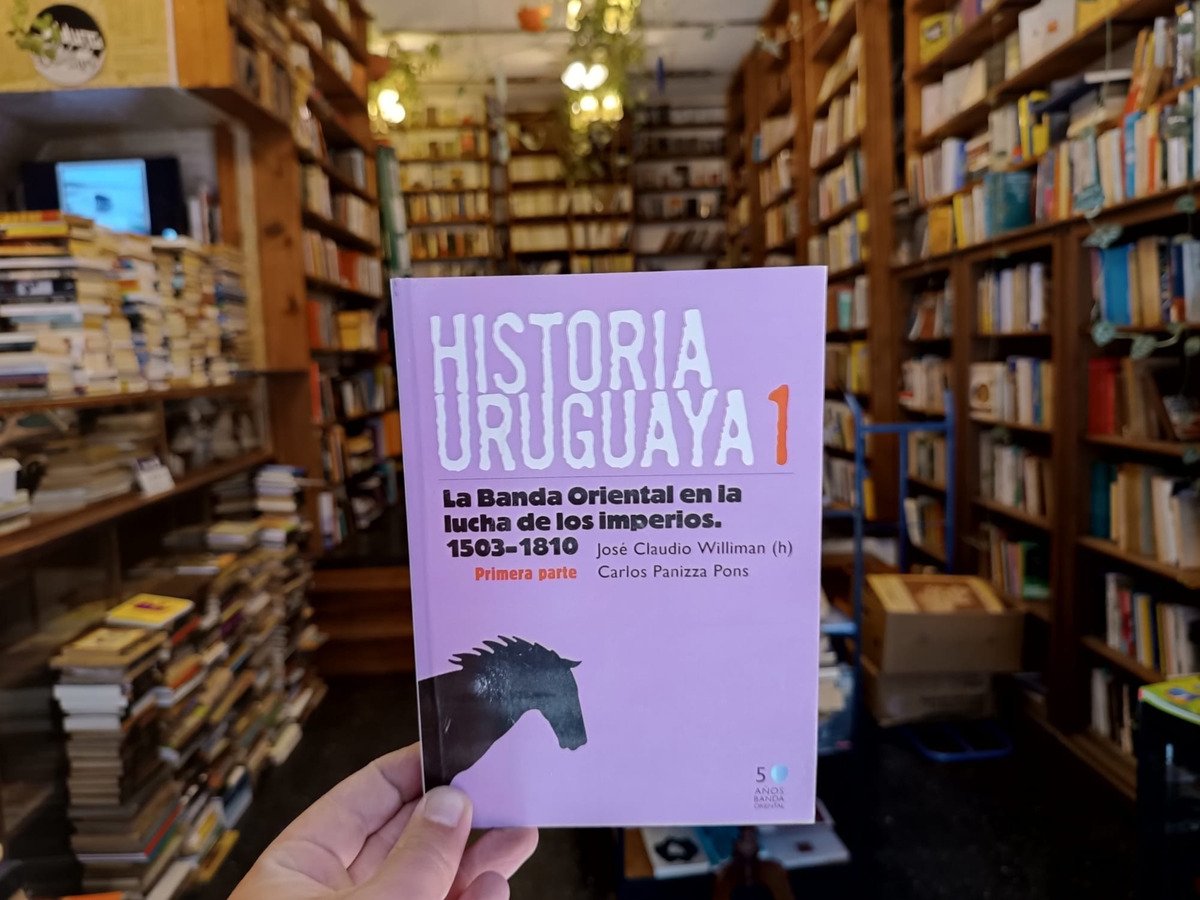 HISTORIA
URUGUAYA 1
La Banda Oriental en la
lucha de los imperios.
1503-1810 José Claudio Williman (h)
Primera parte Carlos Panizza Pons
50
AÑOS
BANDA
ORIENTAL